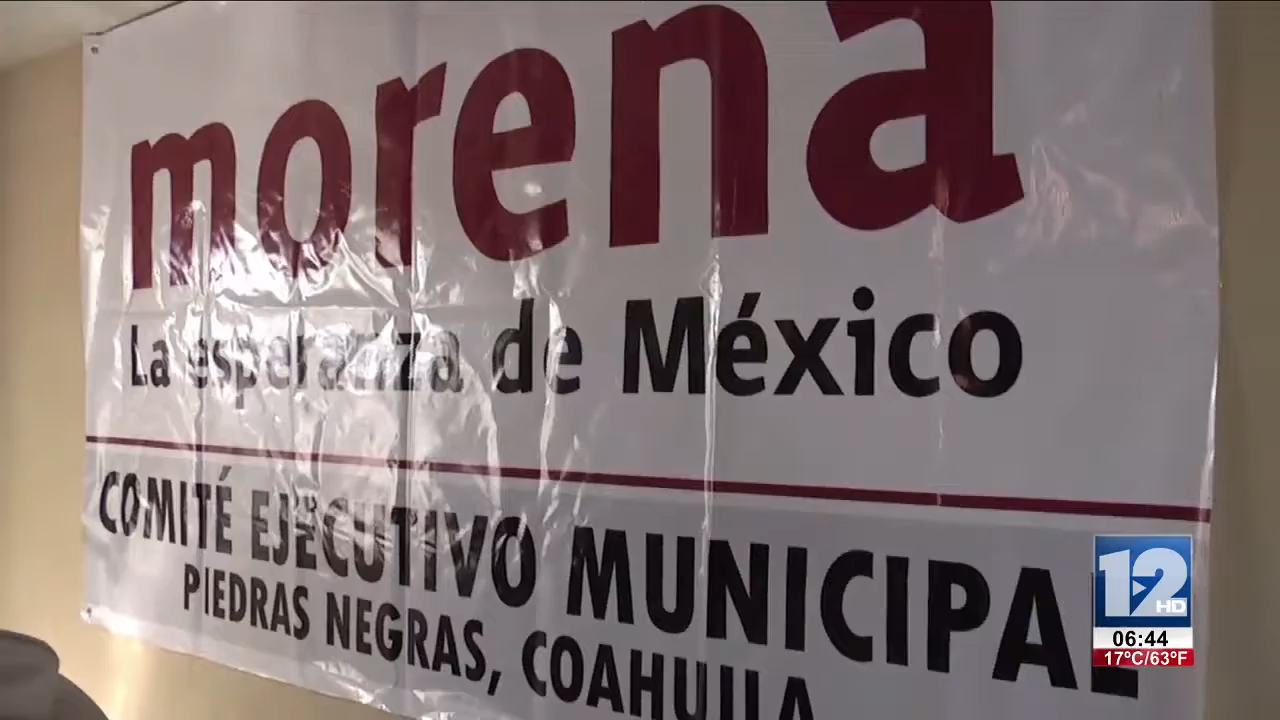 morena
La esperanza de México
COMITÉ EJECUTIVO MUNICIPAL
PIEDRAS NEGRAS, COAHUILA
12
HD
06:44
17°C/63°F